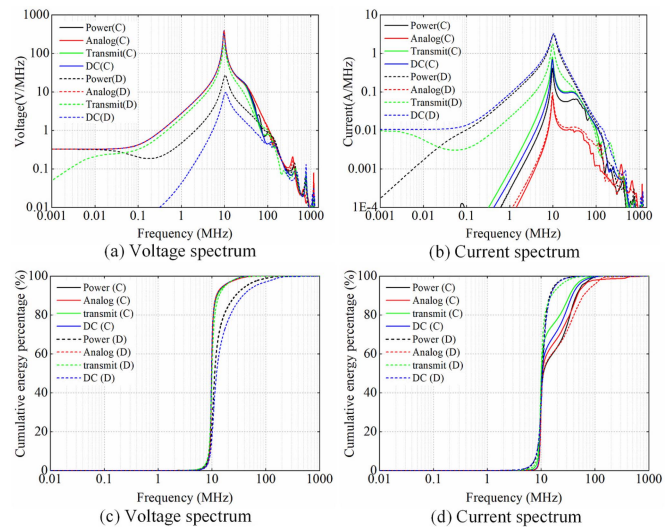 Voltage(V/MHz)
1000
100
10
1
0.1
0.01
Power(C)
Analog(C)
Transmit(C)
DC(C)
Power(D)
Analog(D)
Transmit(D)
DC(D)
0.001 0.01 0.1 1 10 100 1000
Frequency (MHz)
(a) Voltage spectrum
Current(A/MHz)
10
1
0.1
0.01
0.001
1E-4
Power(C)
Analog(C)
Transmit(C)
DC(C)
Power(D)
Analog(D)
Transmit(D)
DC(D)
0.001 0.01 0.1 1 10 100 1000
Frequency (MHz)
(b) Current spectrum
Cumulative energy percentage (%)
100
80
60
40
20
0
Power (C)
Analog (C)
transmit (C)
DC (C)
Power (D)
Analog (D)
transmit (D)
DC (D)
0.01 0.1 1 10 100 1000
Frequency (MHz)
(c) Voltage spectrum
Cumulative energy percentage (%)
100
80
60
40
20
0
Power (C)
Analog (C)
transmit (C)
DC (C)
Power (D)
Analog (D)
transmit (D)
DC (D)
0.01 0.1 1 10 100 1000
Frequency (MHz)
(d) Current spectrum